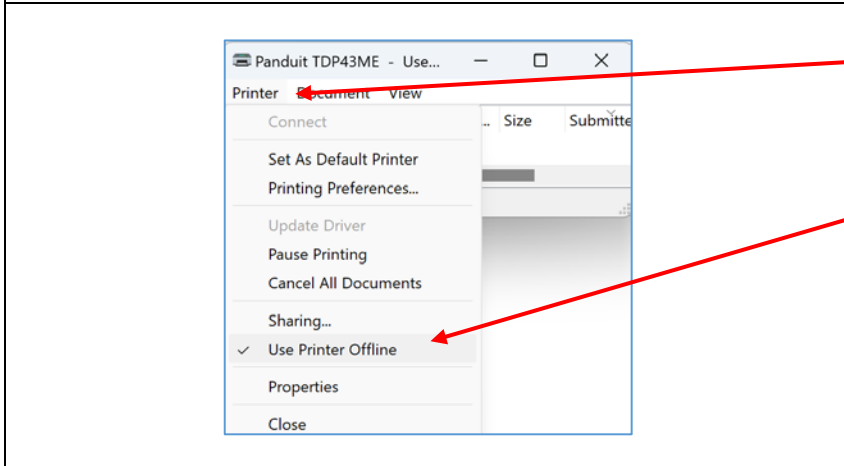 Panduit TDP43ME - Use...
Printer Document View
Connect
.. Size Submitte
Set As Default Printer
Printing Preferences...
Update Driver
Pause Printing
Cancel All Documents
Sharing...
✓ Use Printer Offline
Properties
Close